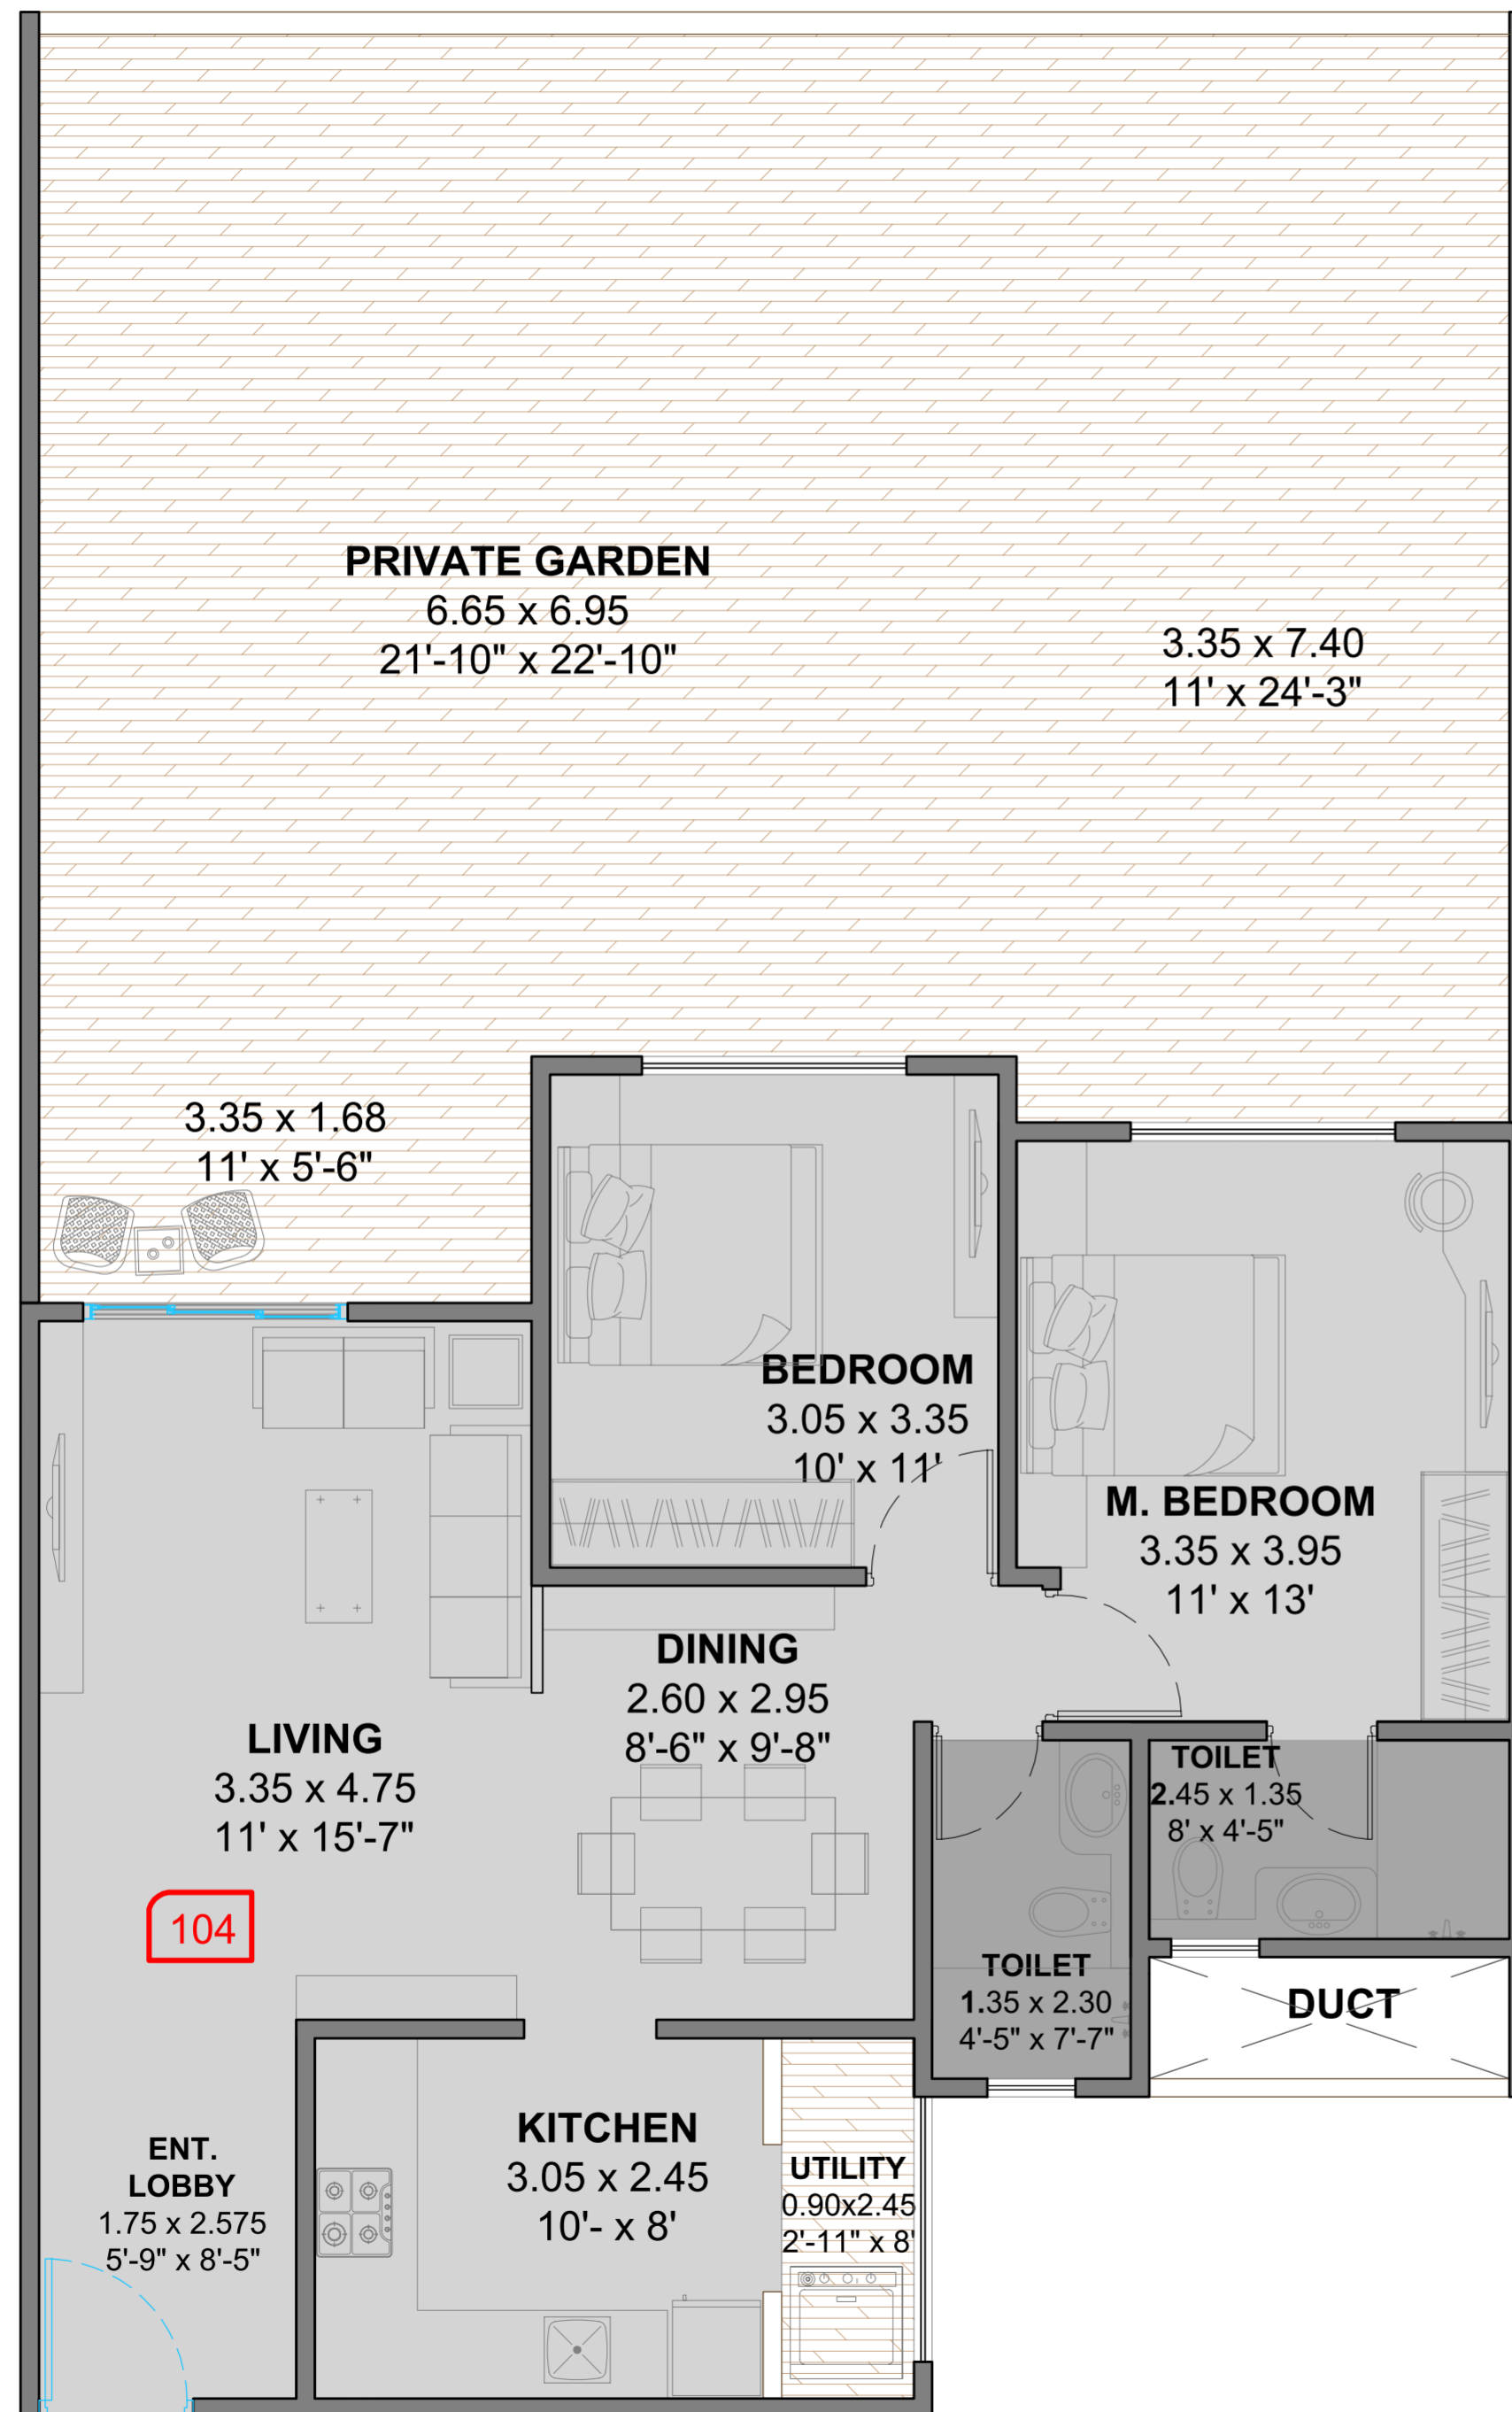 PRIVATE GARDEN
6.65 x 6.95
21'-10" x 22'-10"
3.35 x 7.40
11' x 24'-3"
3.35 x 1.68
11' x 5'-6"
BEDROOM
3.05 x 3.35
10' x 11'
M. BEDROOM
3.35 x 3.95
11' x 13'
DINING
2.60 x 2.95
8'-6" x 9'-8"
LIVING
3.35 x 4.75
11' x 15'-7"
104
TOILET
2.45 x 1.35
8' x 4'-5"
TOILET
1.35 x 2.30
4'-5" x 7'-7"
DUCT
KITCHEN
3.05 x 2.45
10'- x 8'
UTILITY
0.90x2.45
2'-11" x 8'
ENT.
LOBBY
1.75 x 2.575
5'-9" x 8'-5"